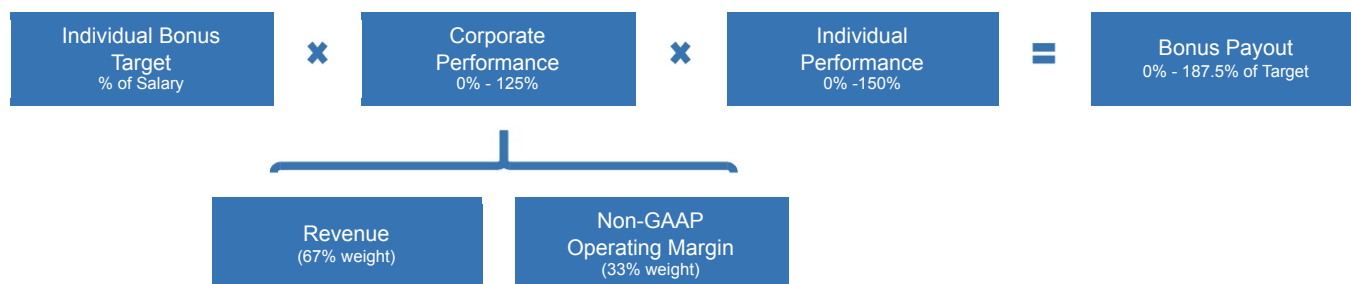 Individual Bonus
Target
% of Salary
Corporate
Performance
0% - 125%
Individual
Performance
0% -150%
Bonus Payout
0% - 187.5% of Target
Revenue
(67% weight)
Non-GAAP
Operating Margin
(33% weight)